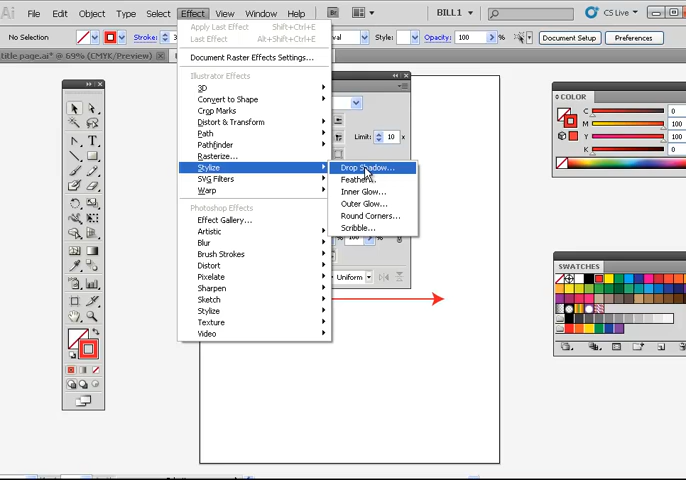 Ai File Edit Object Type Select Effect View Window Help Br BILL1 CS Live
No Selection Stroke: Style: Opacity: 100 % Document Setup Preferences
title page.ai* @ 69% (CMYK/Preview)
Apply Last Effect Shift+Ctrl+E
Last Effect Alt+Shift+Ctrl+E
Document Raster Effects Settings...
Illustrator Effects
3D
Convert to Shape
Crop Marks
Distort & Transform
Path
Pathfinder
Rasterize...
Stylize
SVG Filters
Warp
Photoshop Effects
Effect Gallery...
Artistic
Blur
Brush Strokes
Distort
Pixelate
Sharpen
Sketch
Stylize
Texture
Video
Drop Shadow...
Feather...
Inner Glow...
Outer Glow...
Round Corners...
Scribble...
Limit: 10 x
100 %
Uniform
COLOR
C 0
M 100
Y 100
K 0
SWATCHES